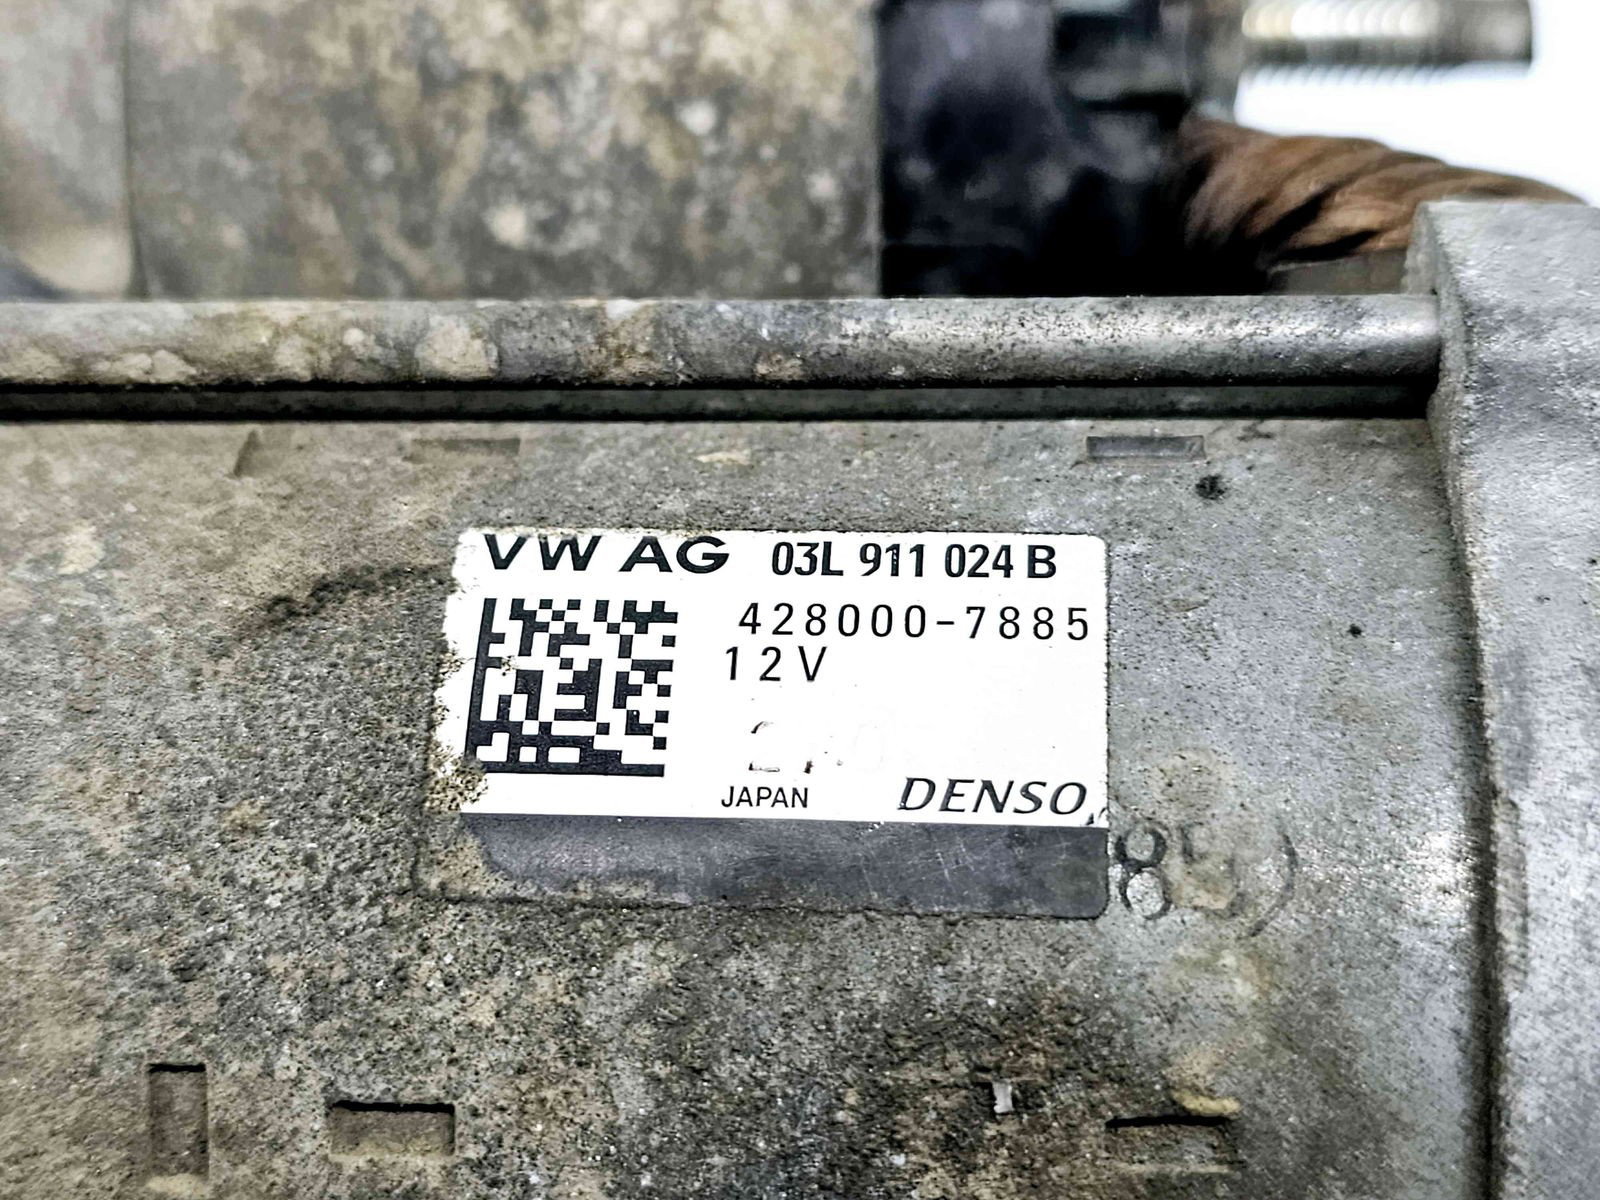 VW AG 03L 911 024 B
428000-7885
12V
JAPAN DENSO